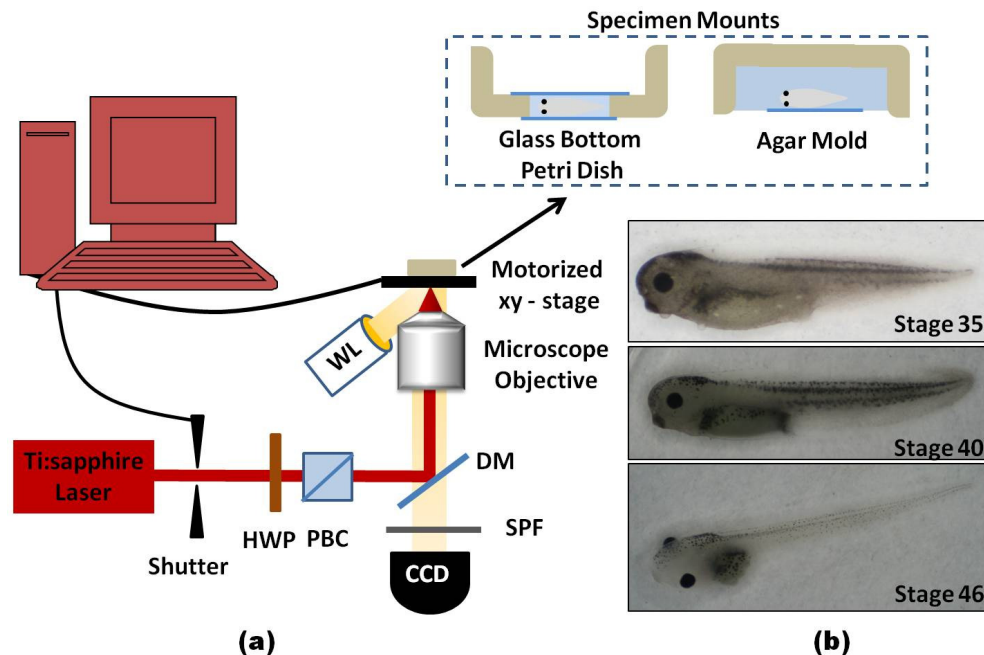 Specimen Mounts
Glass Bottom
Petri Dish
Agar Mold
Motorized
xy - stage
WL
Microscope
Objective
Ti:sapphire
Laser
DM
HWP
PBC
SPF
Shutter
CCD
(a)
Stage 35
Stage 40
Stage 46
(b)